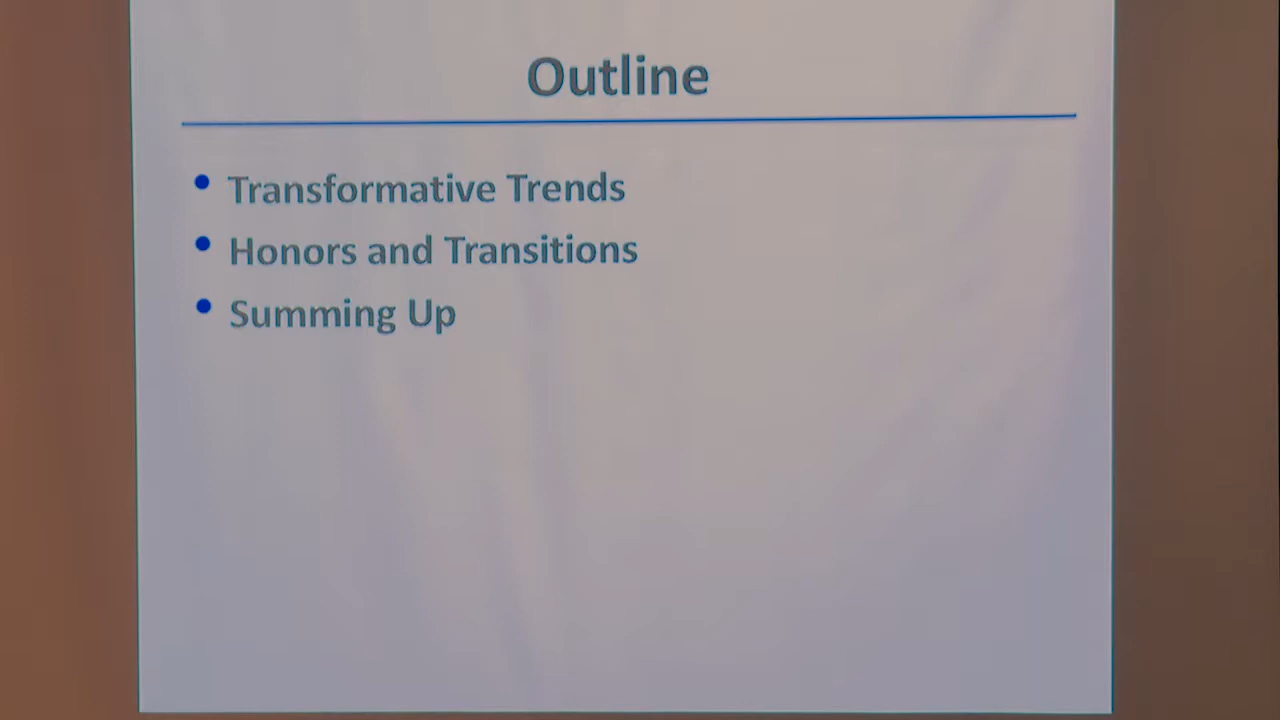 Outline
• Transformative Trends
• Honors and Transitions
• Summing Up